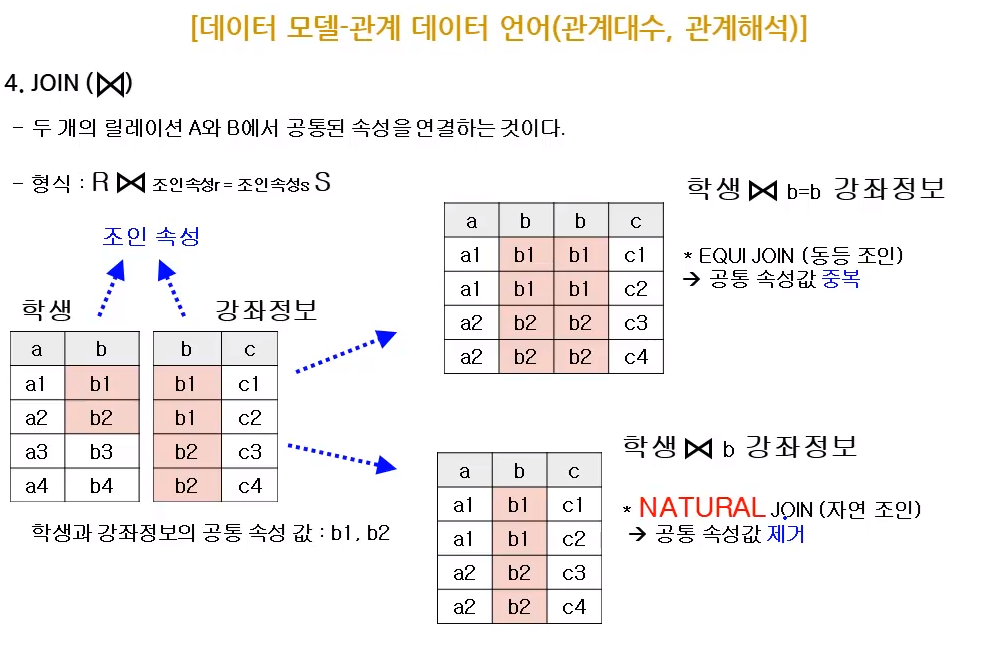 [데이터 모델-관계 데이터 언어(관계대수, 관계해석)]
4. JOIN (⋈)
- 두 개의 릴레이션 A와 B에서 공통된 속성을 연결하는 것이다.
- 형식 : R ⋈ 조인속성r = 조인속성s S
조인 속성
학생
a b
a1 b1
a2 b2
a3 b3
a4 b4
강좌정보
b c
b1 c1
b1 c2
b2 c3
b2 c4
학생과 강좌정보의 공통 속성 값 : b1, b2
a b b c
a1 b1 b1 c1
a1 b1 b1 c2
a2 b2 b2 c3
a2 b2 b2 c4
학생 ⋈ b=b 강좌정보
* EQUI JOIN (동등 조인)
→ 공통 속성값 중복
a b c
a1 b1 c1
a1 b1 c2
a2 b2 c3
a2 b2 c4
학생 ⋈ b 강좌정보
* NATURAL JOIN (자연 조인)
→ 공통 속성값 제거